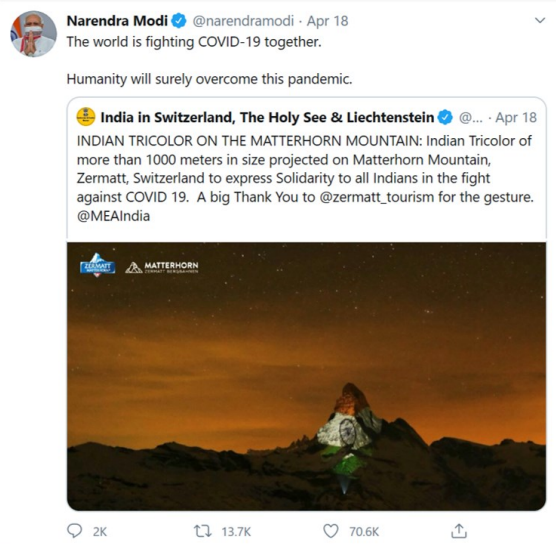 Narendra Modi @narendramodi · Apr 18
The world is fighting COVID-19 together.
Humanity will surely overcome this pandemic.
India in Switzerland, The Holy See & Liechtenstein @... · Apr 18
INDIAN TRICOLOR ON THE MATTERHORN MOUNTAIN: Indian Tricolor of
more than 1000 meters in size projected on Matterhorn Mountain,
Zermatt, Switzerland to express Solidarity to all Indians in the fight
against COVID 19.  A big Thank You to @zermatt_tourism for the gesture.
@MEAIndia
ZERMATT
MATTERHORN
ZERMATT BERGBAHNEN
2K 13.7K 70.6K